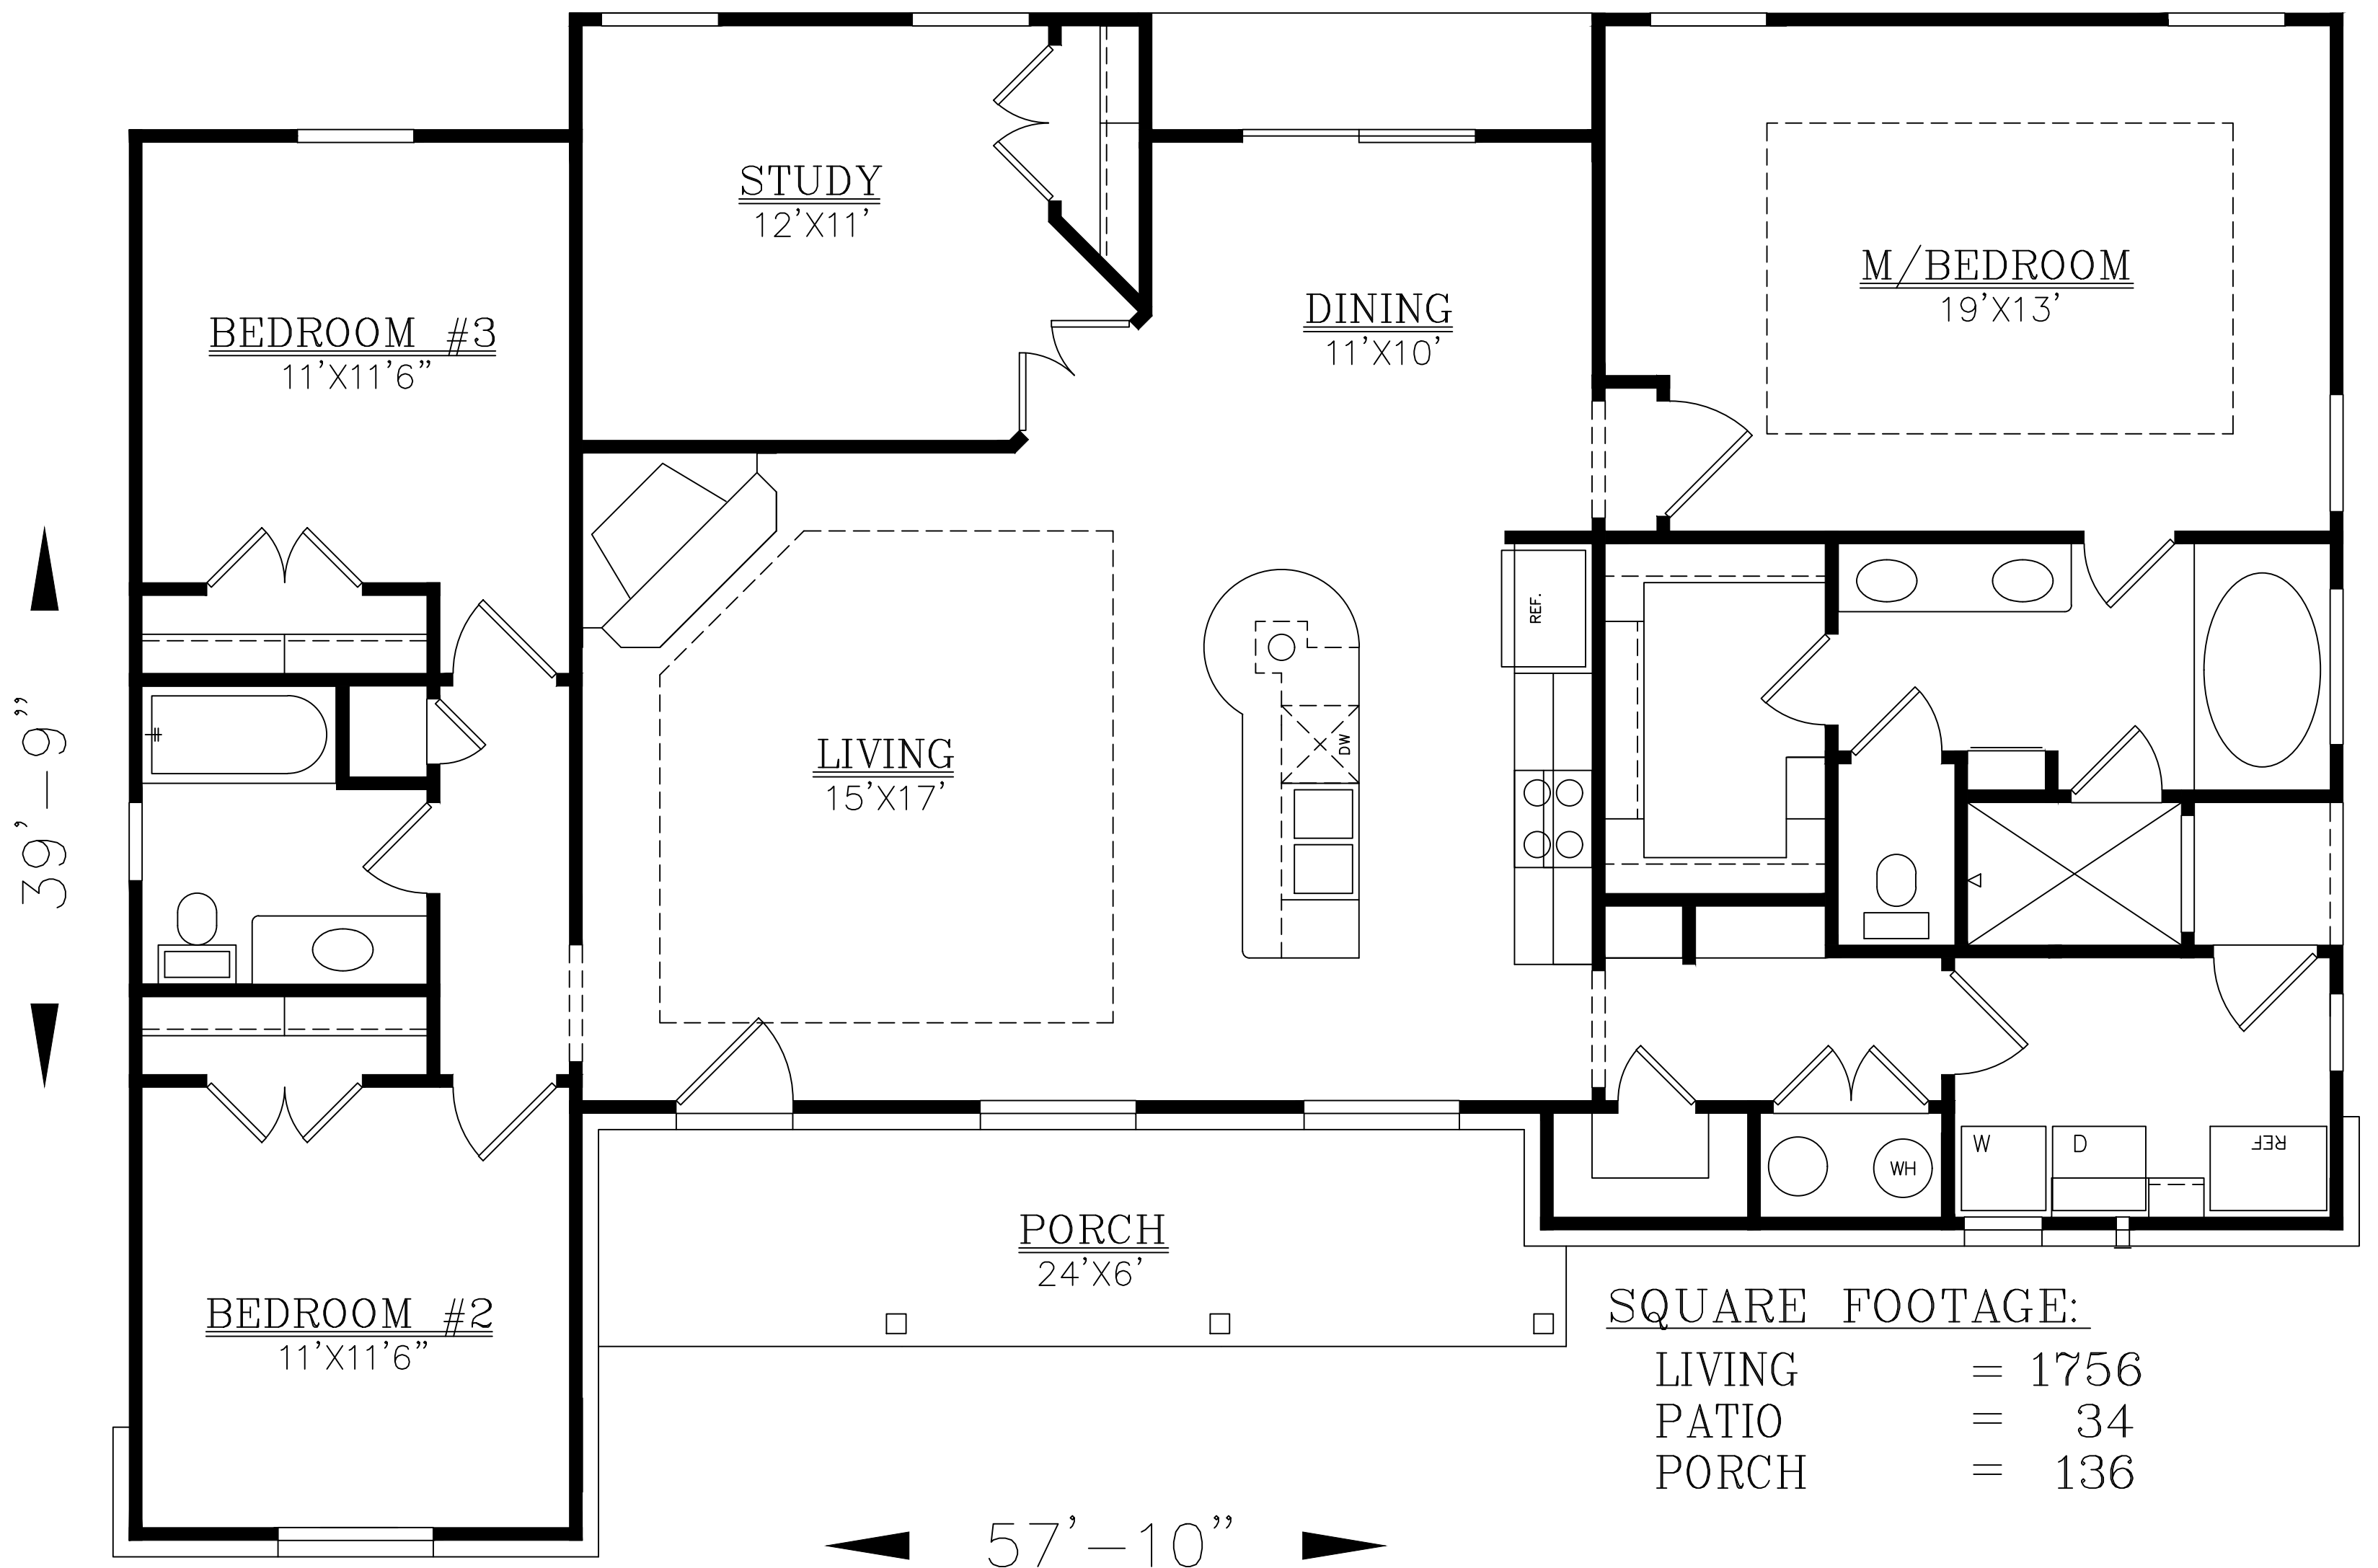 STUDY
12'X11'
BEDROOM #3
11'X11'6"
DINING
11'X10'
M/BEDROOM
19'X13'
REF.
LIVING
15'X17'
DW
39'-9"
W
D
REF
WH
PORCH
24'X6'
BEDROOM #2
11'X11'6"
SQUARE FOOTAGE:
LIVING = 1756
PATIO = 34
PORCH = 136
57'-10"